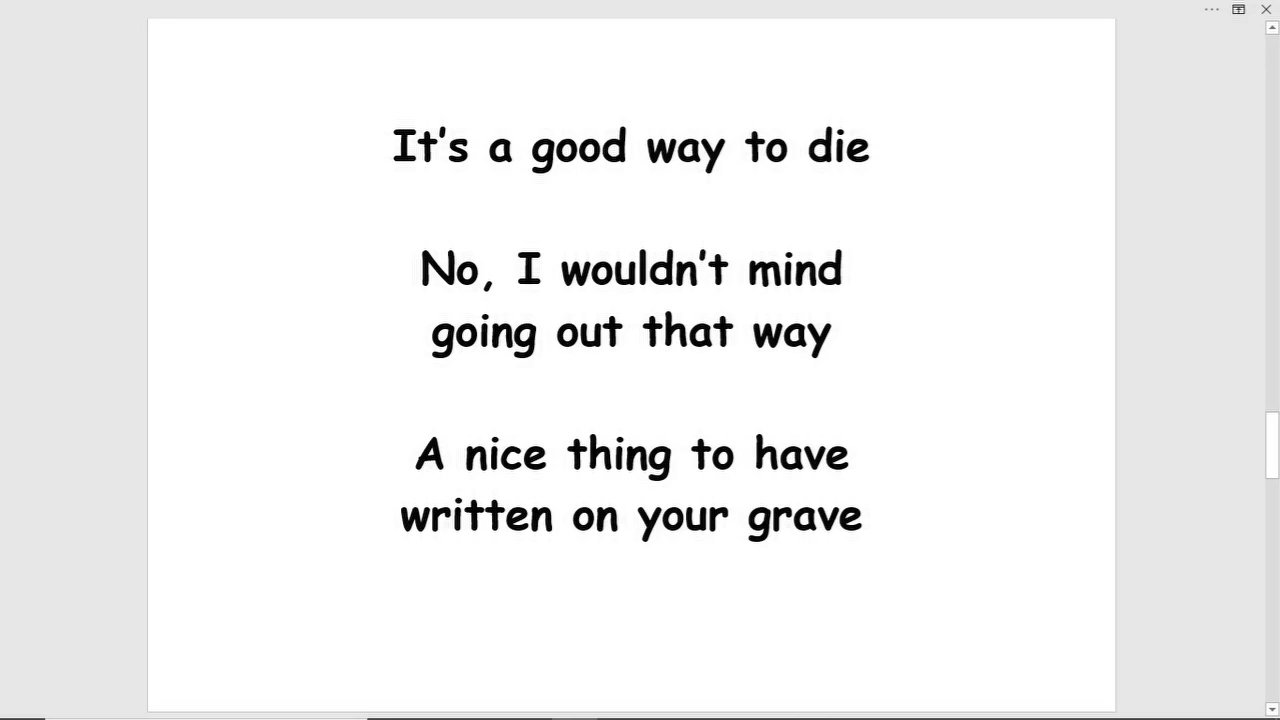 It's a good way to die
No, I wouldn't mind
going out that way
A nice thing to have
written on your grave